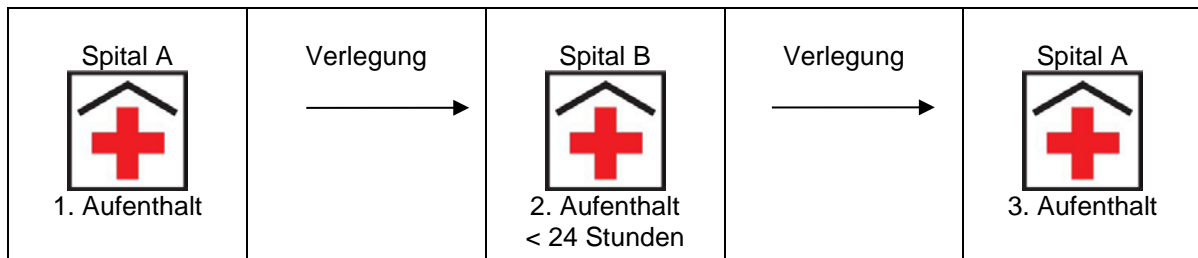 Spital A
Verlegung
Spital B
Verlegung
Spital A
1. Aufenthalt
2. Aufenthalt
< 24 Stunden
3. Aufenthalt